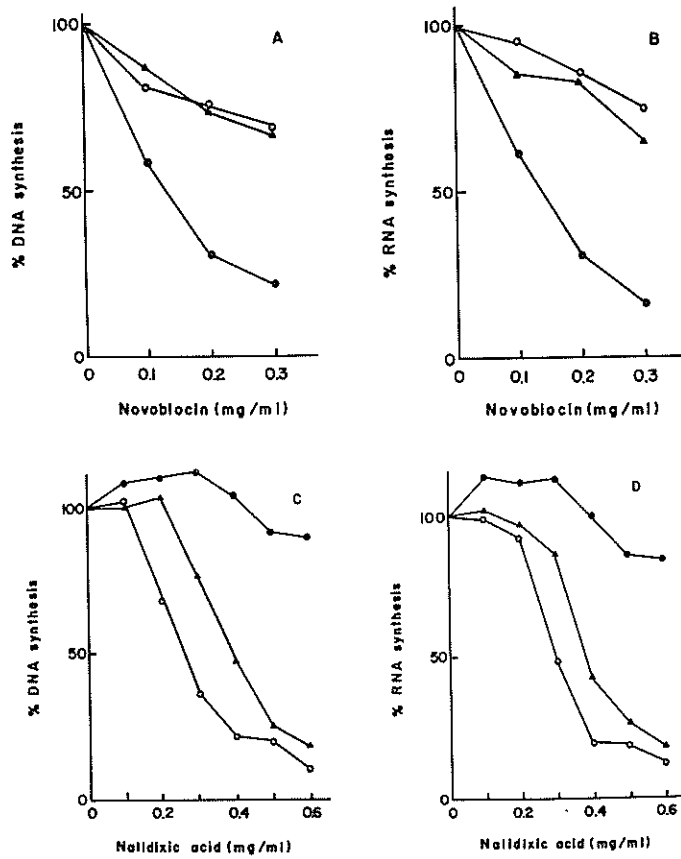 A
100
50
0
% DNA synthesis
0 0.1 0.2 0.3
Novobiocin (mg/ml)
B
100
50
0
% RNA synthesis
0 0.1 0.2 0.3
Novobiocin (mg/ml)
C
100
50
0
% DNA synthesis
0 0.2 0.4 0.6
Nalidixic acid (mg/ml)
D
100
50
0
% RNA synthesis
0 0.2 0.4 0.6
Nalidixic acid (mg/ml)